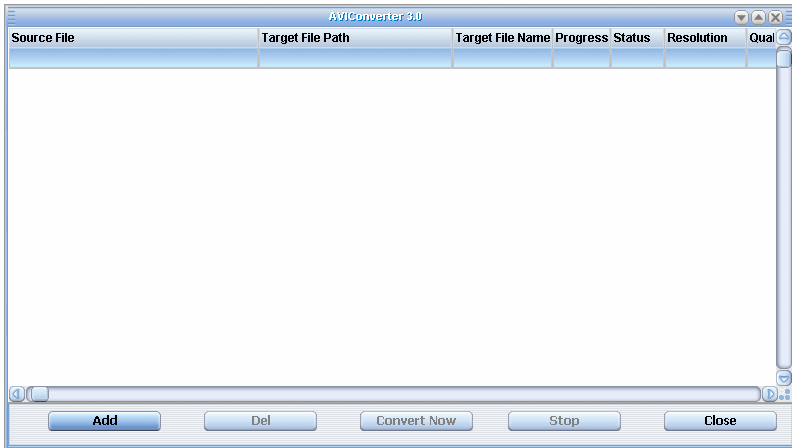 AVIConverter 3.0
Source File Target File Path Target File Name Progress Status Resolution Qual
Add Del Convert Now Stop Close